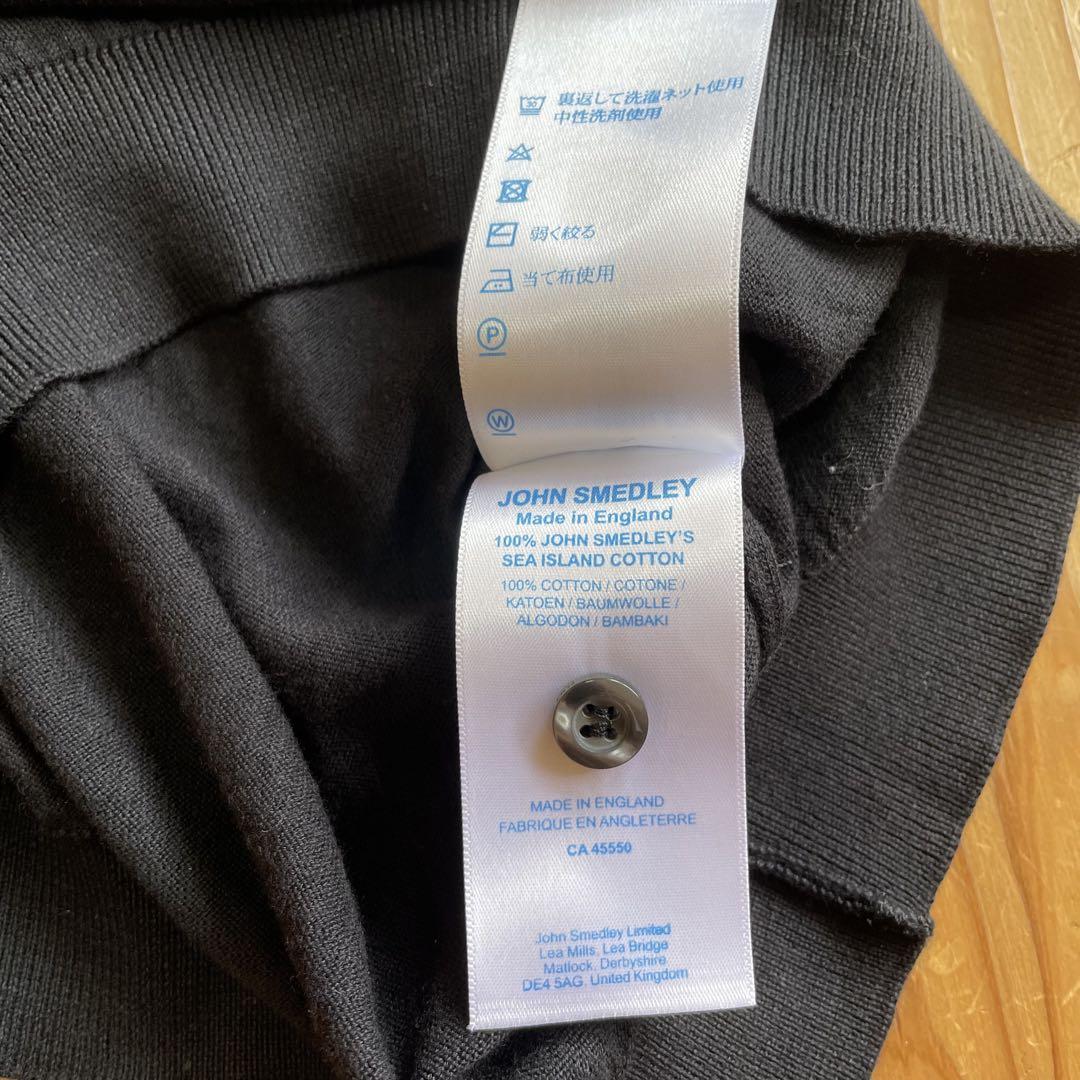 30 裏返して洗濯ネット使用
中性洗剤使用
弱く絞る
当て布使用
P
W
JOHN SMEDLEY
Made in England
100% JOHN SMEDLEY'S
SEA ISLAND COTTON
100% COTTON / COTONE /
KATOEN / BAUMWOLLE /
ALGODON / BAMBAKI
MADE IN ENGLAND
FABRIQUE EN ANGLETERRE
CA 45550
John Smedley Limited
Lea Mills, Lea Bridge
Matlock, Derbyshire
DE4 5AG, United Kingdom